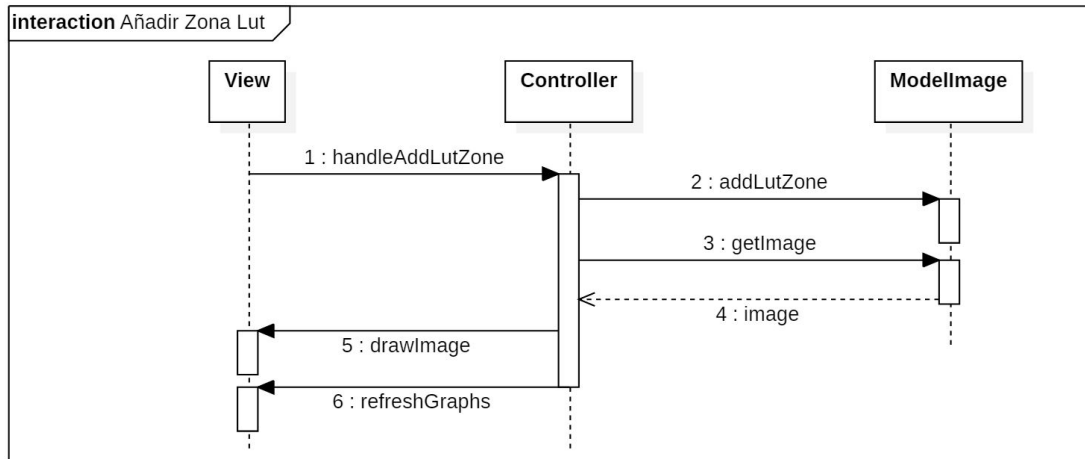 interaction Añadir Zona Lut
View
Controller
ModelImage
1 : handleAddLutZone
2 : addLutZone
3 : getImage
4 : image
5 : drawImage
6 : refreshGraphs